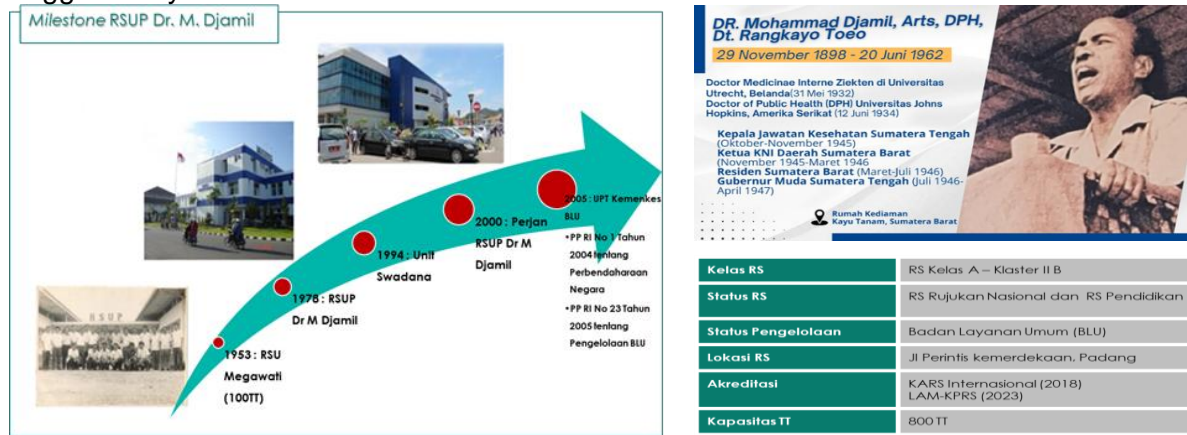 Milestone RSUP Dr. M. Djamil
RSUP
1953 : RSU
Megawati
(100TT)
1978 : RSUP
Dr M Djamil
1994 : Unit
Swadana
2000 : Perjan
RSUP Dr M
Djamil
2005 : UPT Kemenkes
BLU
•PP RI No 1 Tahun
2004 tentang
Perbendaharaan
Negara
•PP RI No 23 Tahun
2005 tentang
Pengelolaan BLU
DR. Mohammad Djamil, Arts, DPH,
Dt. Rangkayo Toeo
29 November 1898 - 20 Juni 1962
Doctor Medicinae Interne Ziekten di Universitas
Utrecht, Belanda(31 Mei 1932)
Doctor of Public Health (DPH) Universitas Johns
Hopkins, Amerika Serikat (12 Juni 1934)
Kepala Jawatan Kesehatan Sumatera Tengah
(Oktober-November 1945)
Ketua KNI Daerah Sumatera Barat
(November 1945-Maret 1946
Residen Sumatera Barat (Maret-Juli 1946)
Gubernur Muda Sumatera Tengah (Juli 1946-
April 1947)
Rumah Kediaman
Kayu Tanam, Sumatera Barat
Kelas RS RS Kelas A – Klaster II B
Status RS RS Rujukan Nasional dan RS Pendidikan
Status Pengelolaan Badan Layanan Umum (BLU)
Lokasi RS Jl Perintis kemerdekaan, Padang
Akreditasi KARS Internasional (2018)
LAM-KPRS (2023)
Kapasitas TT 800 TT